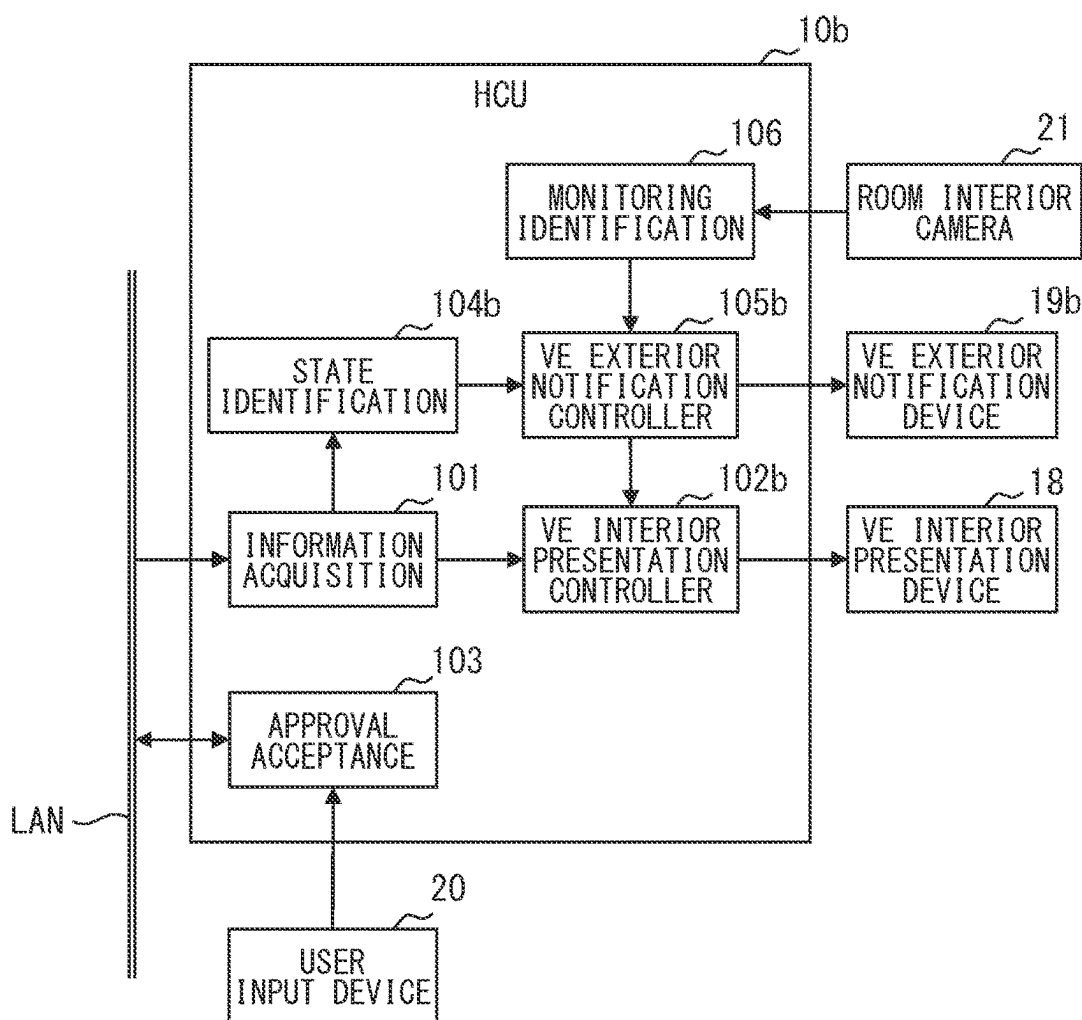 10b
HCU
106
21
MONITORING
IDENTIFICATION
ROOM INTERIOR
CAMERA
104b
105b
19b
STATE
IDENTIFICATION
VE EXTERIOR
NOTIFICATION
CONTROLLER
VE EXTERIOR
NOTIFICATION
DEVICE
101
102b
18
INFORMATION
ACQUISITION
VE INTERIOR
PRESENTATION
CONTROLLER
VE INTERIOR
PRESENTATION
DEVICE
103
APPROVAL
ACCEPTANCE
LAN
20
USER
INPUT DEVICE